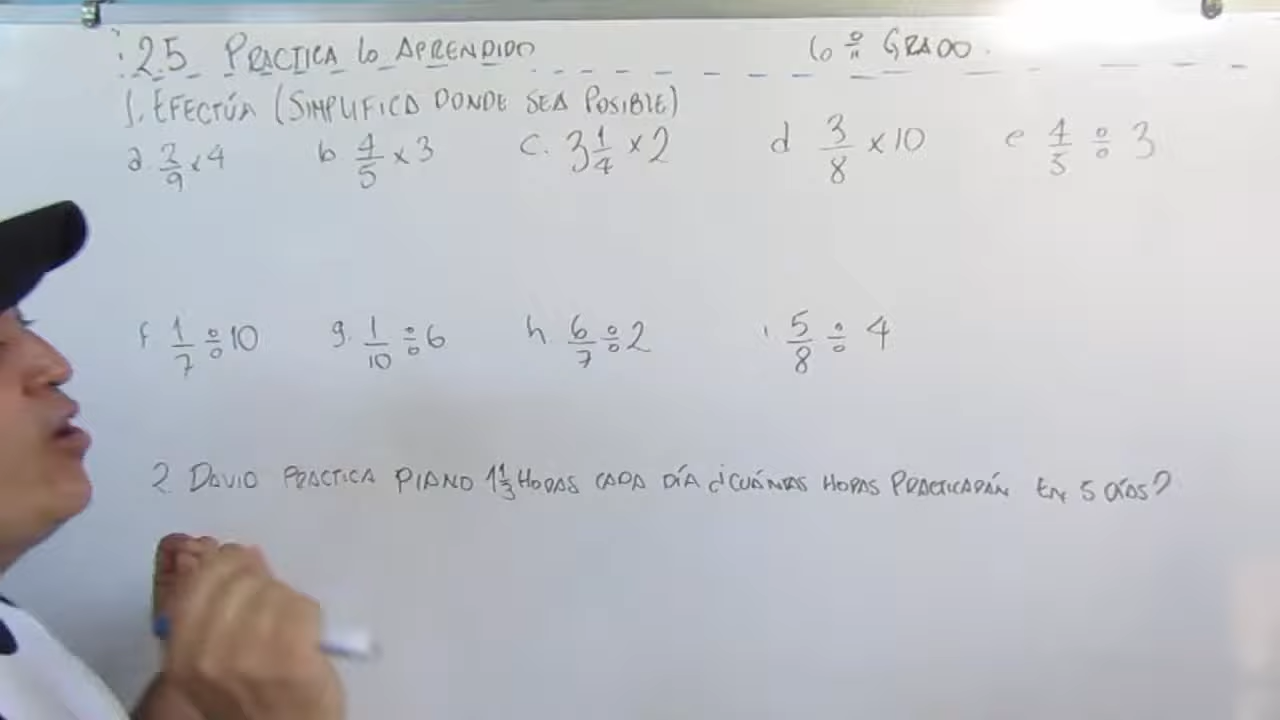 2.5 PRACTICA lo APRENDIDO 6º GRADO.
1. EFECTÚA (SIMPLIFICA DONDE SEA POSIBLE)
a. 2/9 x 4 b 4/5 x 3 c. 3 1/4 x 2 d 3/8 x 10 e 4/5 ÷ 3
f 1/7 ÷ 10 g. 1/10 ÷ 6 h 6/7 ÷ 2 i 5/8 ÷ 4
2. DAVID PRACTICA PIANO 1 1/3 HORAS CADA DÍA ¿CUÁNTAS HORAS PRACTICARÁN EN 5 DÍAS?